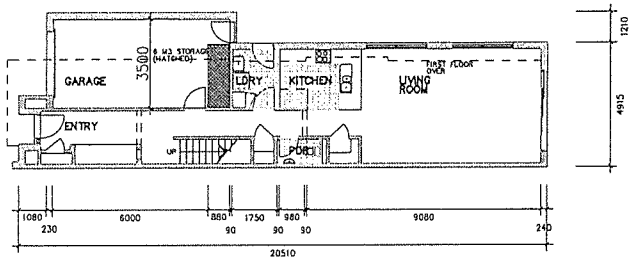 1210
3500
6 M3 STORAGE
(HATCHED)
FIRST FLOOR
OVER
GARAGE
LDRY
KITCHEN
LIVING
ROOM
4915
ENTRY
UP
1080
6000
880
1750
980
9080
230
90
90
90
240
20510